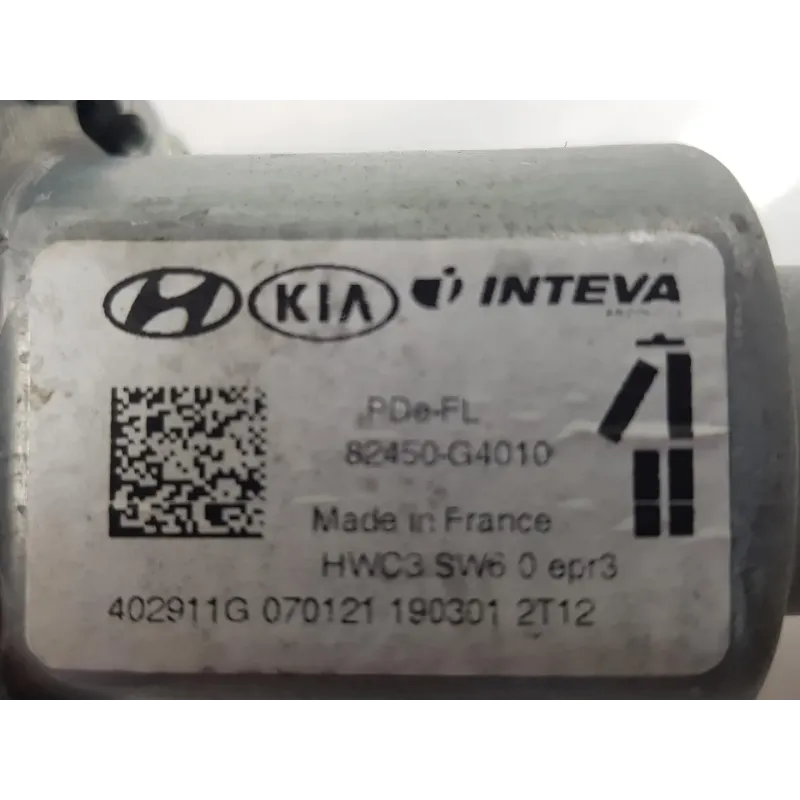 KIA INTEVA
PDe-FL
82450-G4010
Made in France
HWC3 SW6 0 epr3
402911G 070121 190301 2T12